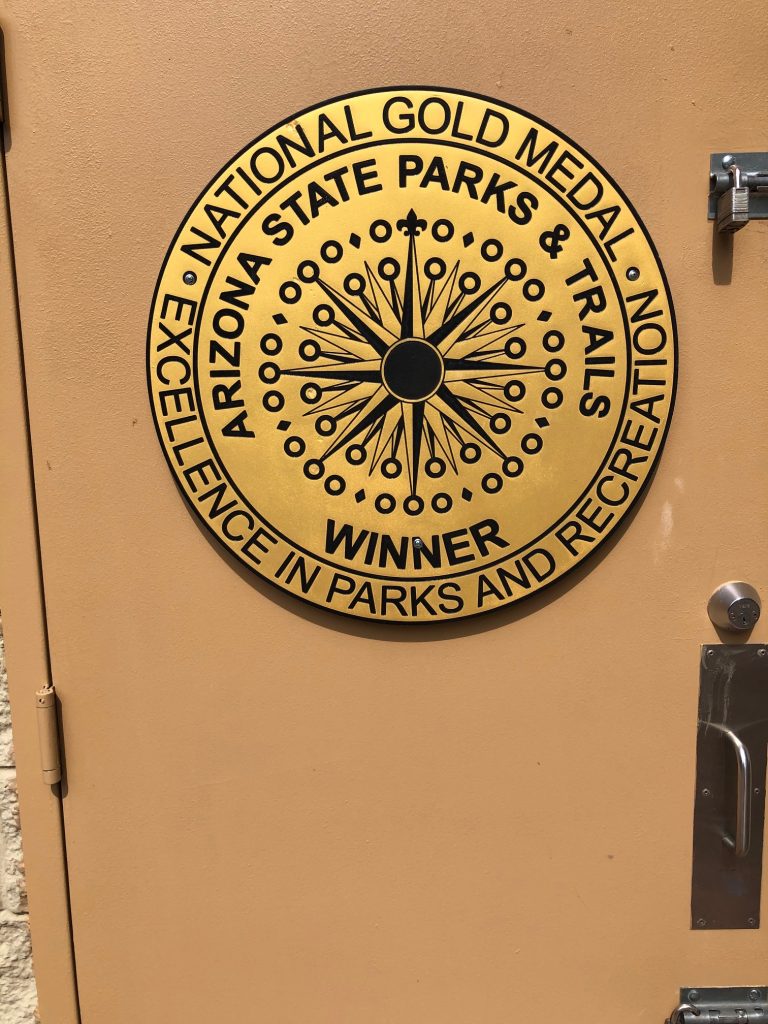 NATIONAL GOLD MEDAL
ARIZONA STATE PARKS & TRAILS
WINNER
EXCELLENCE IN PARKS AND RECREATION